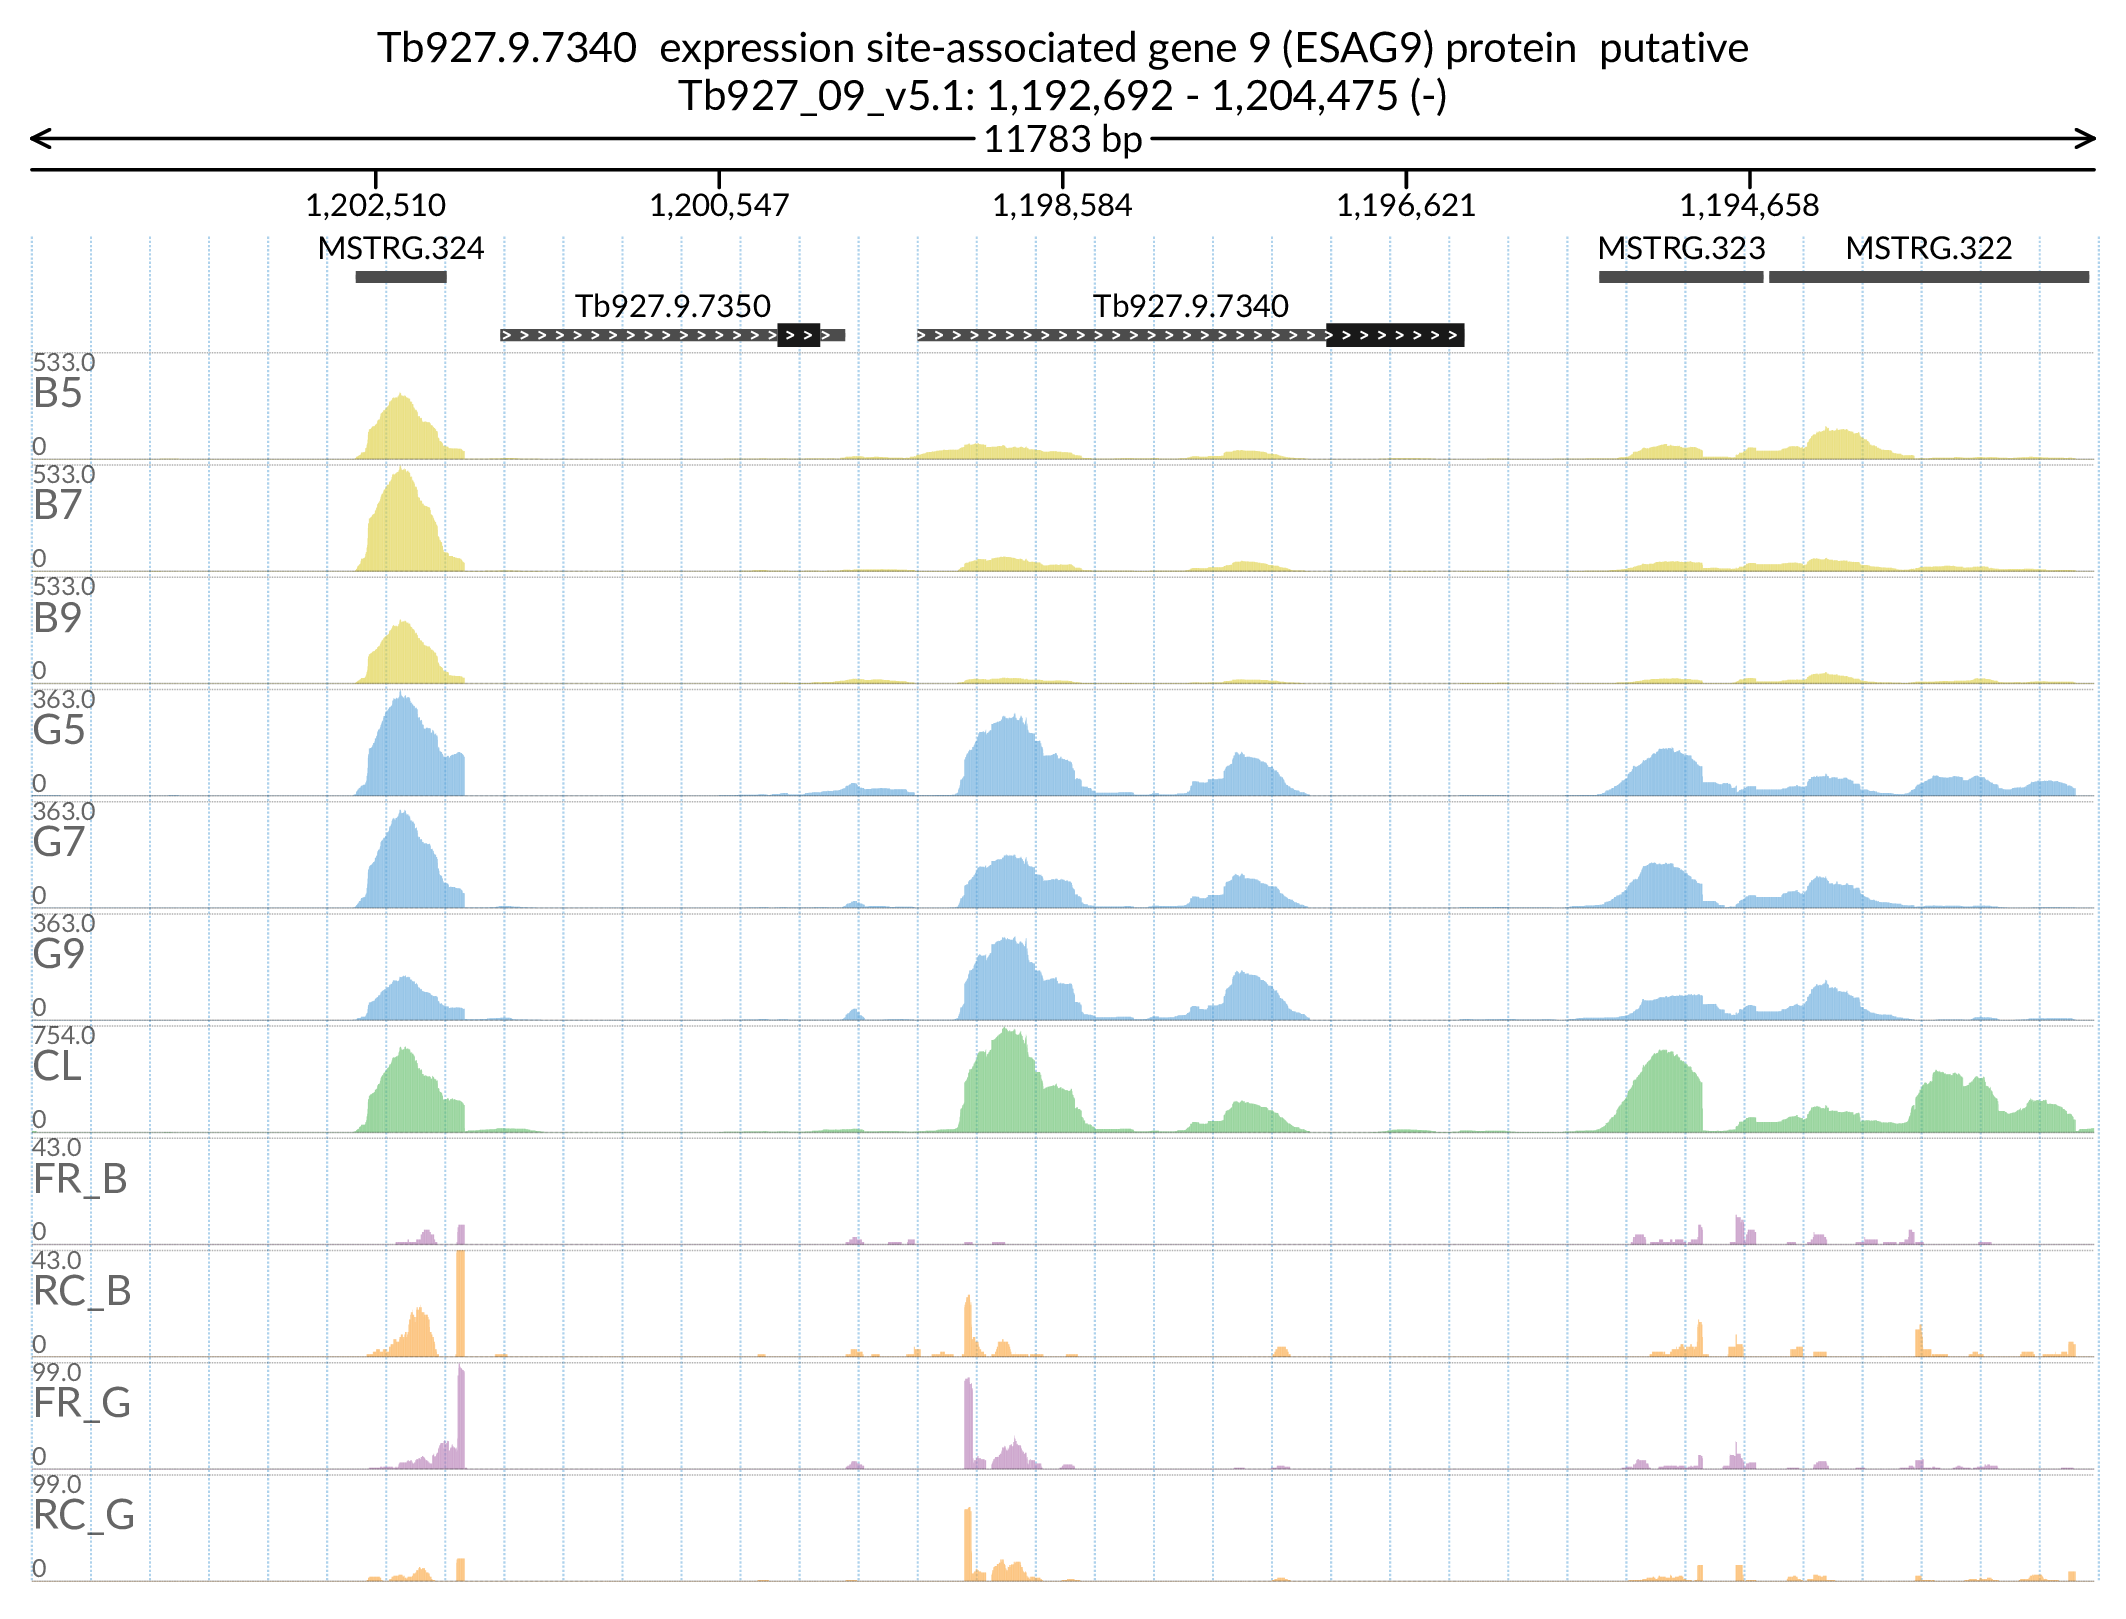 Tb927.9.7340  expression site-associated gene 9 (ESAG9) protein  putative
Tb927_09_v5.1: 1,192,692 - 1,204,475 (-)
11783 bp
1,202,510 1,200,547 1,198,584 1,196,621 1,194,658
MSTRG.324 MSTRG.323 MSTRG.322
Tb927.9.7350 Tb927.9.7340
533.0
B5
0
533.0
B7
0
533.0
B9
0
363.0
G5
0
363.0
G7
0
363.0
G9
0
754.0
CL
0
43.0
FR_B
0
43.0
RC_B
0
99.0
FR_G
0
99.0
RC_G
0